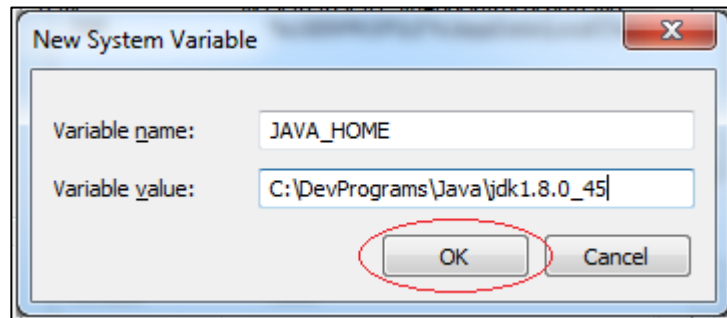 New System Variable
Variable name: JAVA_HOME
Variable value: C:\DevPrograms\Java\jdk1.8.0_45
OK Cancel